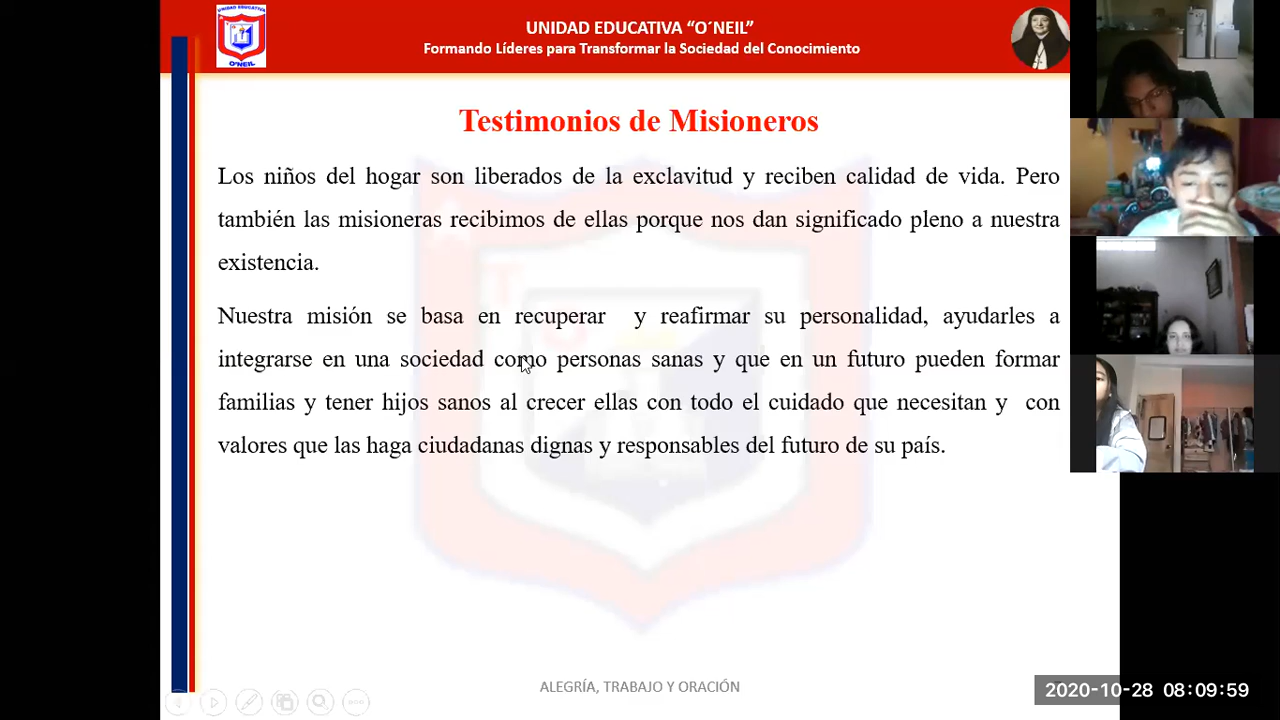 UNIDAD EDUCATIVA
O'NEIL
UNIDAD EDUCATIVA “O´NEIL”
Formando Líderes para Transformar la Sociedad del Conocimiento
Testimonios de Misioneros
Los niños del hogar son liberados de la exclavitud y reciben calidad de vida. Pero
también las misioneras recibimos de ellas porque nos dan significado pleno a nuestra
existencia.
Nuestra misión se basa en recuperar y reafirmar su personalidad, ayudarles a
integrarse en una sociedad como personas sanas y que en un futuro pueden formar
familias y tener hijos sanos al crecer ellas con todo el cuidado que necesitan y con
valores que las haga ciudadanas dignas y responsables del futuro de su país.
ALEGRÍA, TRABAJO Y ORACIÓN
2020-10-28 08:09:59